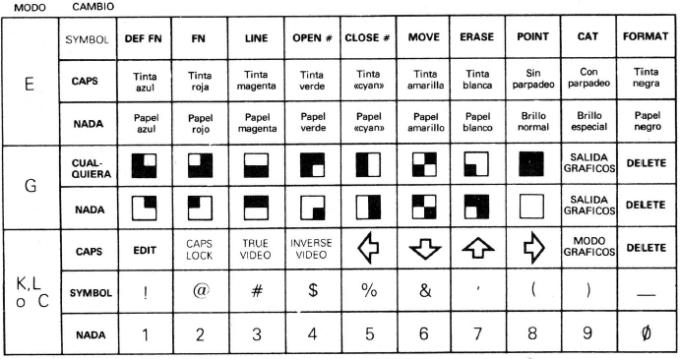 MODO CAMBIO
E
SYMBOL DEF FN FN LINE OPEN # CLOSE # MOVE ERASE POINT CAT FORMAT
CAPS Tinta azul Tinta roja Tinta magenta Tinta verde Tinta «cyan» Tinta amarilla Tinta blanca Sin parpadeo Con parpadeo Tinta negra
NADA Papel azul Papel rojo Papel magenta Papel verde Papel «cyan» Papel amarillo Papel blanco Brillo normal Brillo especial Papel negro
G
CUAL-
QUIERA SALIDA GRAFICOS DELETE
NADA SALIDA GRAFICOS DELETE
K,L
o C
CAPS EDIT CAPS LOCK TRUE VIDEO INVERSE VIDEO MODO GRAFICOS DELETE
SYMBOL ! @ # $ % & ' ( ) _
NADA 1 2 3 4 5 6 7 8 9 Ø